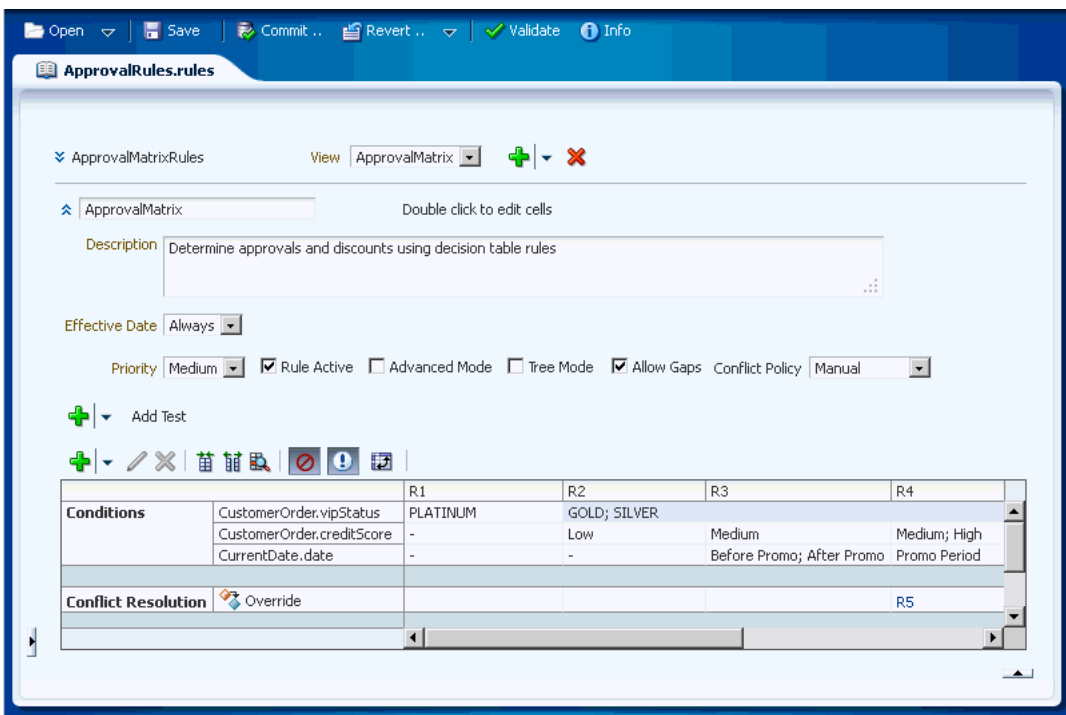 Open Save Commit .. Revert .. Validate Info
ApprovalRules.rules
ApprovalMatrixRules View ApprovalMatrix
ApprovalMatrix Double click to edit cells
Description Determine approvals and discounts using decision table rules
Effective Date Always
Priority Medium Rule Active Advanced Mode Tree Mode Allow Gaps Conflict Policy Manual
Add Test
R1 R2 R3 R4
Conditions CustomerOrder.vipStatus PLATINUM GOLD; SILVER
CustomerOrder.creditScore - Low Medium Medium; High
CurrentDate.date - - Before Promo; After Promo Promo Period
Conflict Resolution Override R5